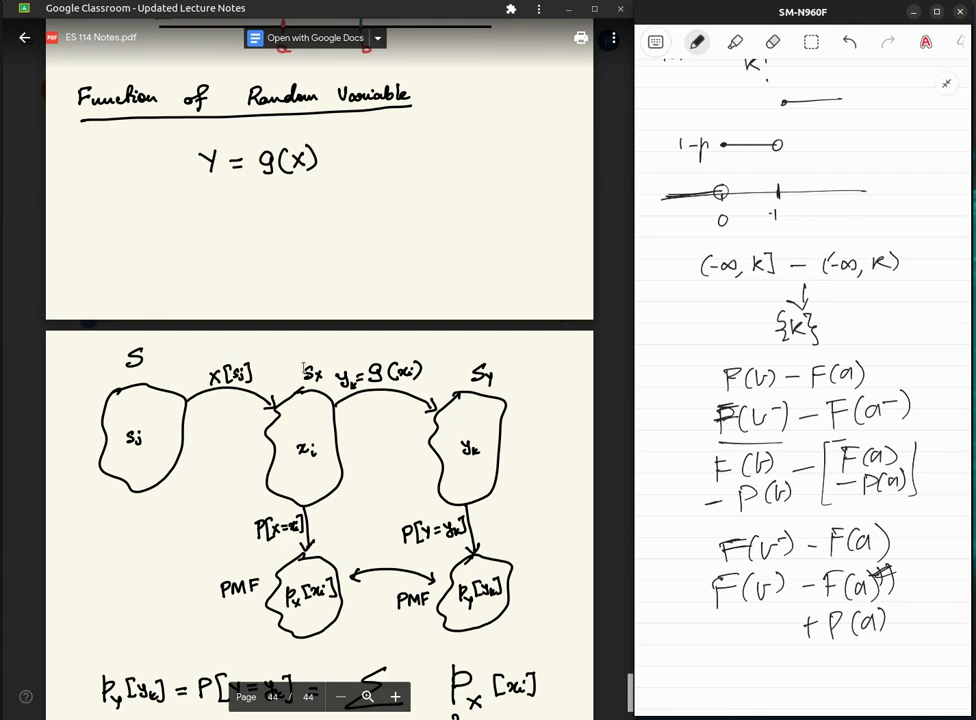 Google Classroom - Updated Lecture Notes
SM-N960F
PDF ES 114 Notes.pdf
Open with Google Docs
Function of Random Variable
Y = g(X)
S
X[sj]
Sx
yk = g(xi)
Sy
sj
xi
yk
P[X=xi]
P[Y=yk]
PMF
px[xi]
PMF
py[yk]
py[yk] = P[Y=yk] = Σ px[xi]
Page 44 / 44
K!
1-p
0
1
(-∞, K] — (-∞, K)
{K}
F(b) - F(a)
F(b⁻) - F(a⁻)
F(b) - [F(a)
- P(b) - P(a)]
F(b⁻) - F(a)
F(b) - F(a)
+ P(a)